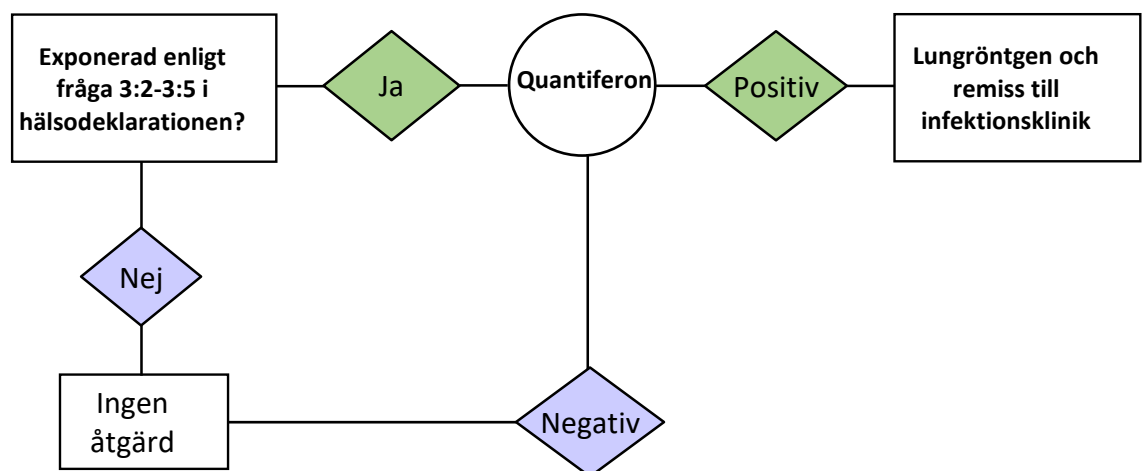 Exponerad enligt
fråga 3:2-3:5 i
hälsodeklarationen?
Ja
Quantiferon
Positiv
Lungröntgen och
remiss till
infektionsklinik
Nej
Ingen
åtgärd
Negativ